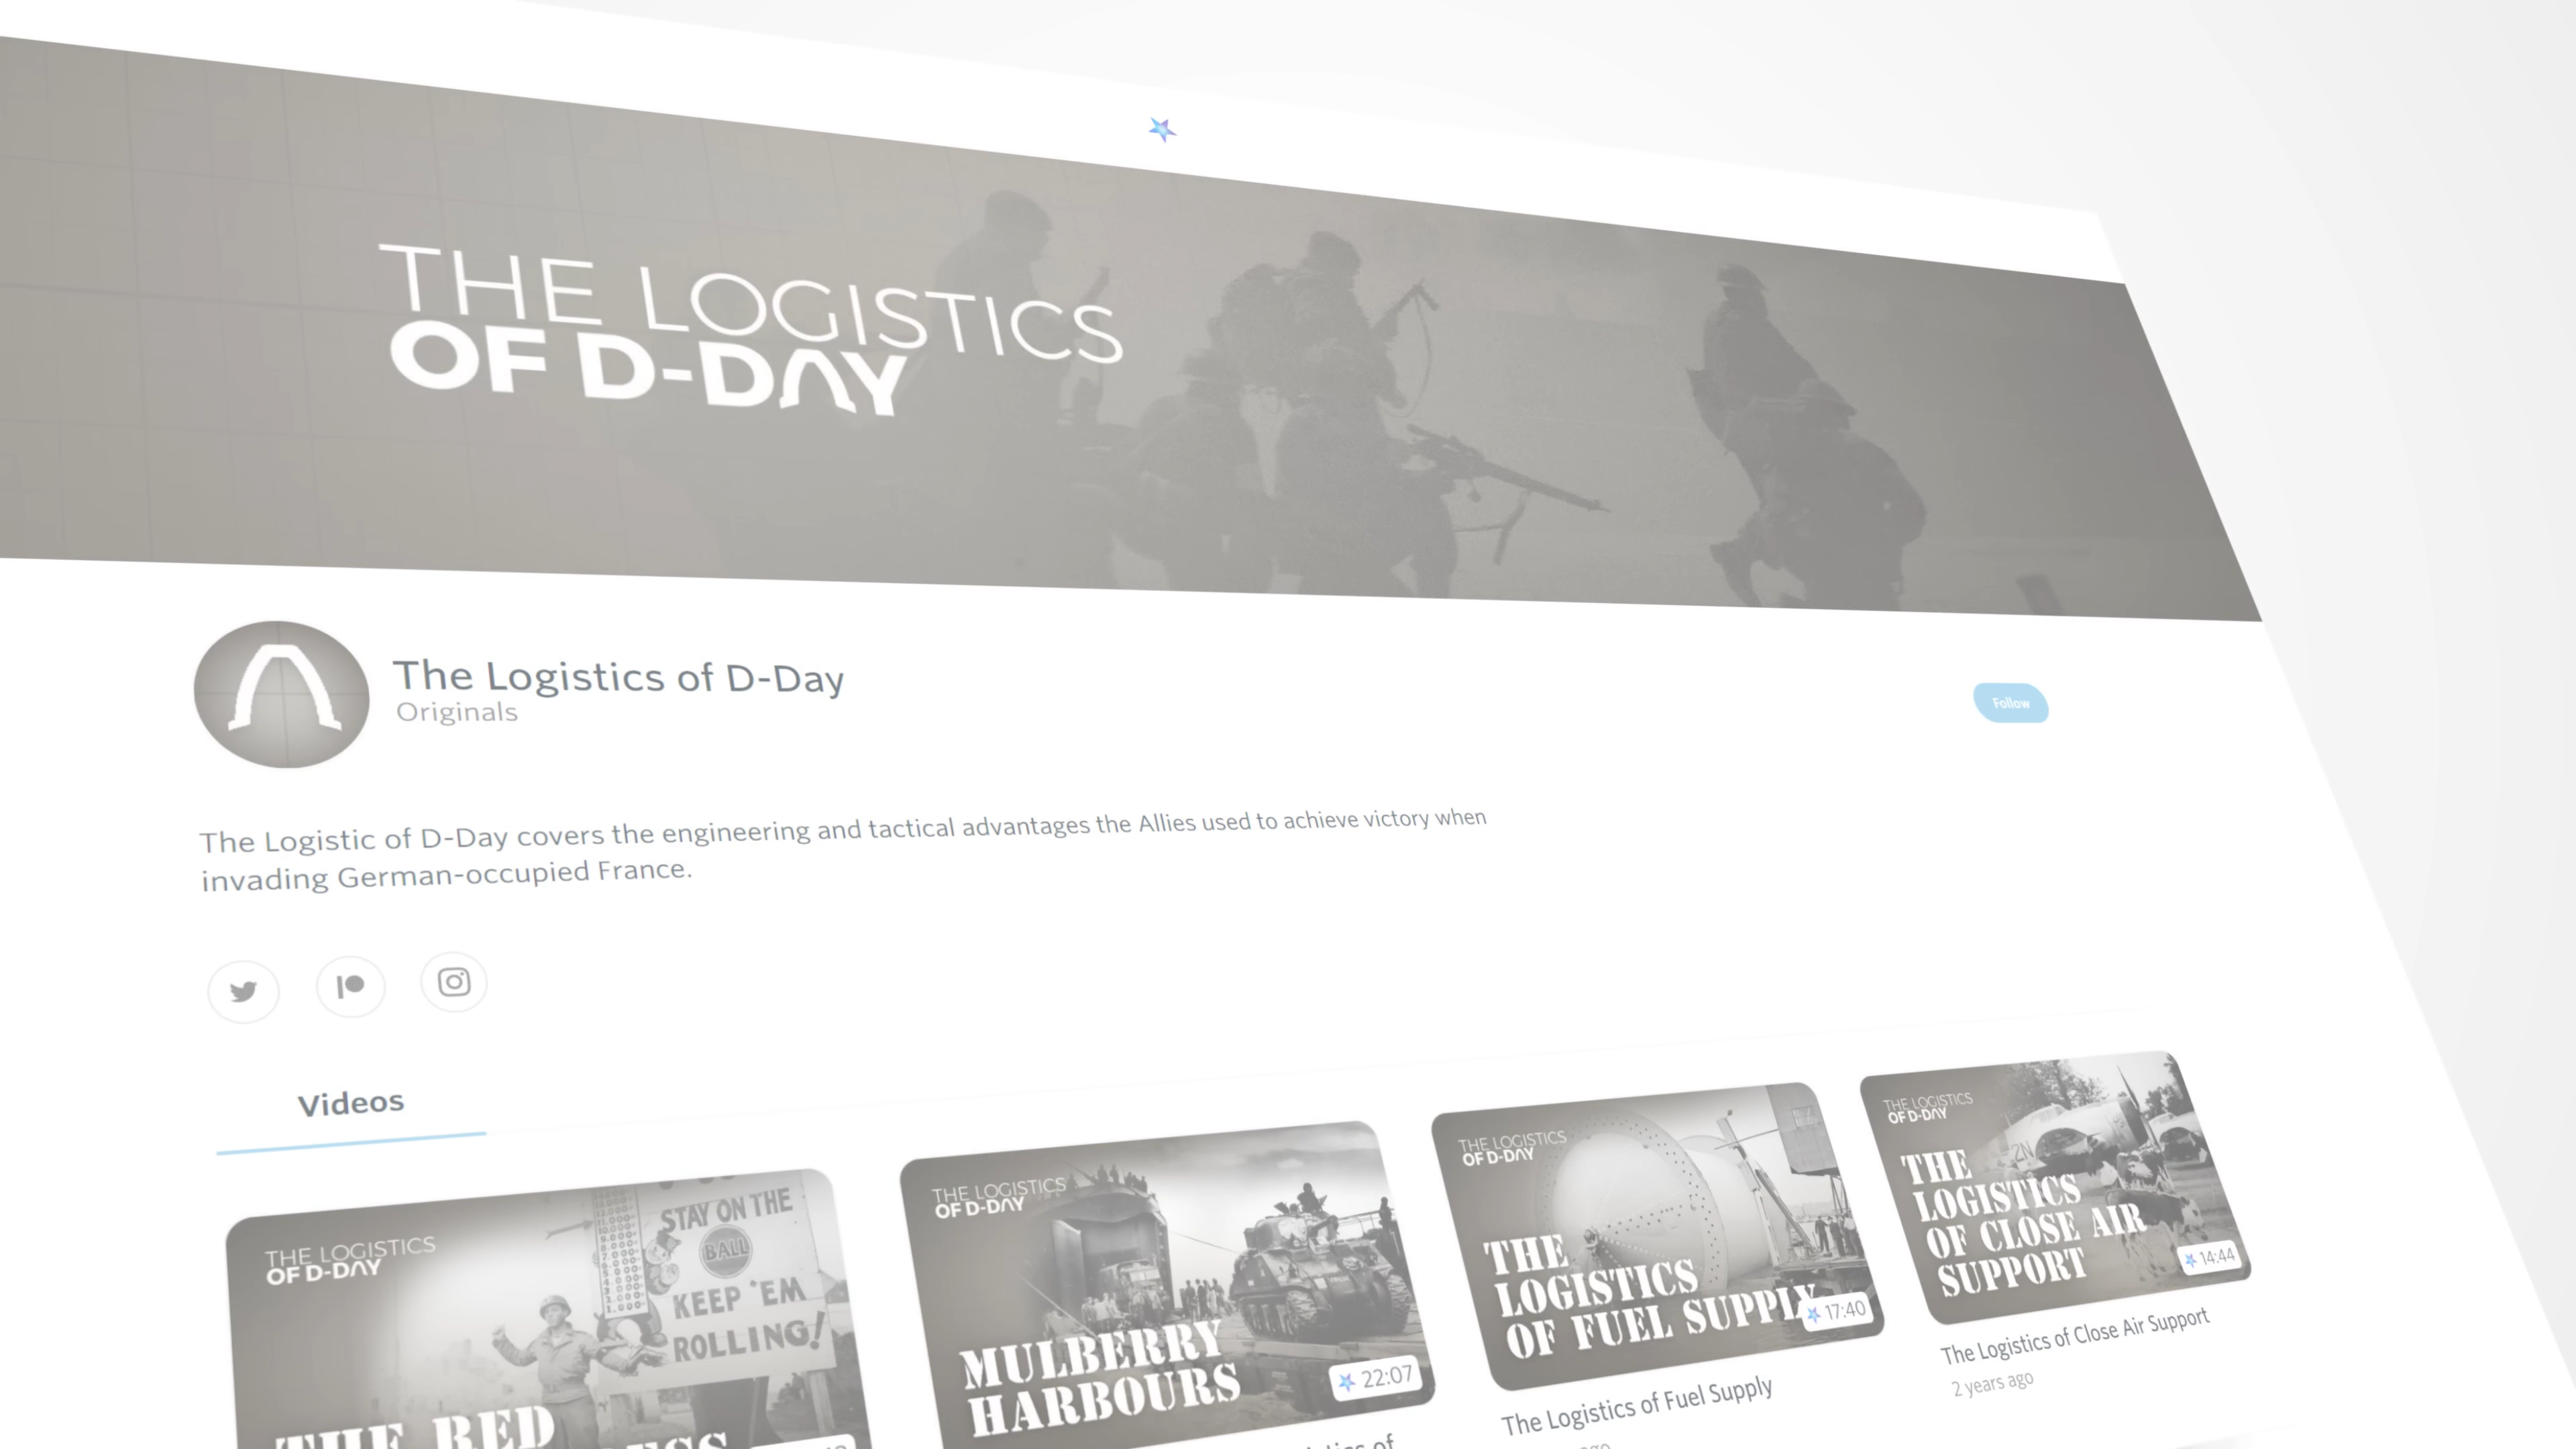 THE LOGISTICS
OF D-DAY
The Logistics of D-Day
Originals
Follow
The Logistic of D-Day covers the engineering and tactical advantages the Allies used to achieve victory when
invading German-occupied France.
Videos
THE LOGISTICS
OF D-DAY
STAY ON THE
BALL
KEEP 'EM
ROLLING!
THE RED
THE LOGISTICS
OF D-DAY
MULBERRY
HARBOURS
22:07
of
THE LOGISTICS
OF D-DAY
THE
LOGISTICS
OF FUEL SUPPLY
17:40
The Logistics of Fuel Supply
ago
THE LOGISTICS
OF D-DAY
2N
THE
LOGISTICS
OF CLOSE AIR
SUPPORT
14:44
The Logistics of Close Air Support
2 years ago